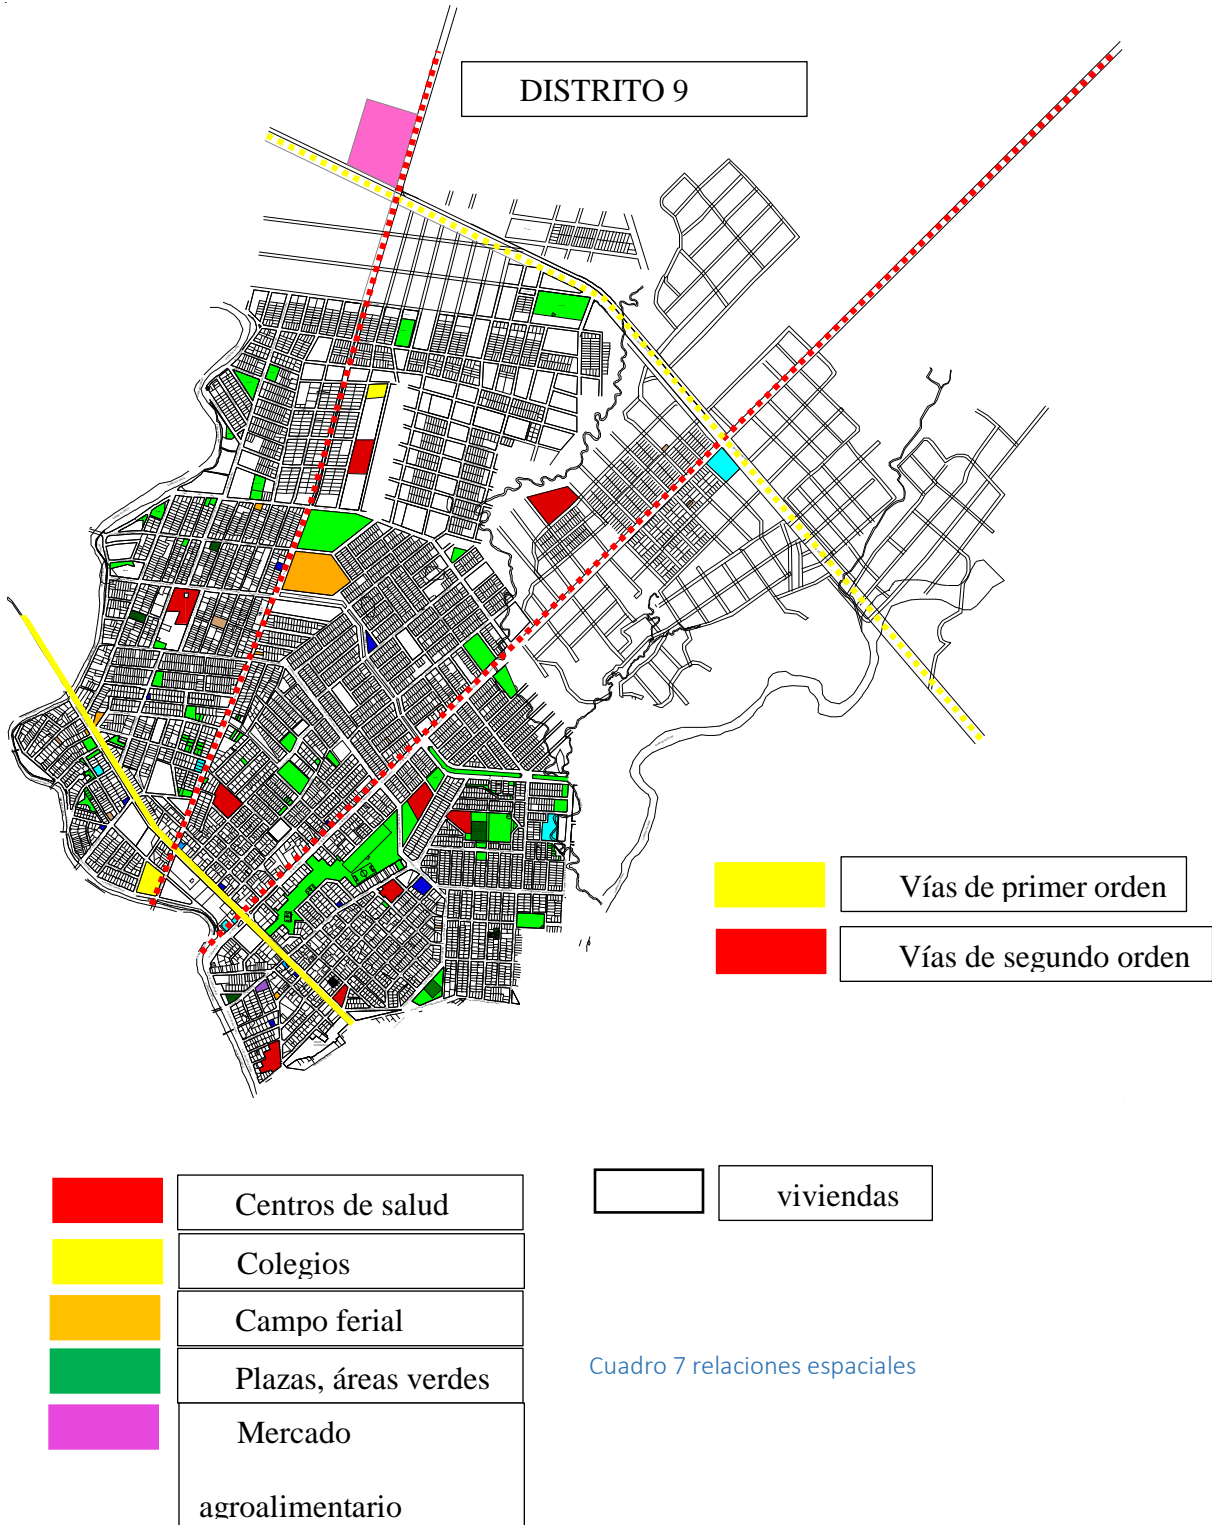 DISTRITO 9
Vías de primer orden
Vías de segundo orden
Centros de salud
viviendas
Colegios
Campo ferial
Plazas, áreas verdes
Cuadro 7 relaciones espaciales
Mercado
agroalimentario